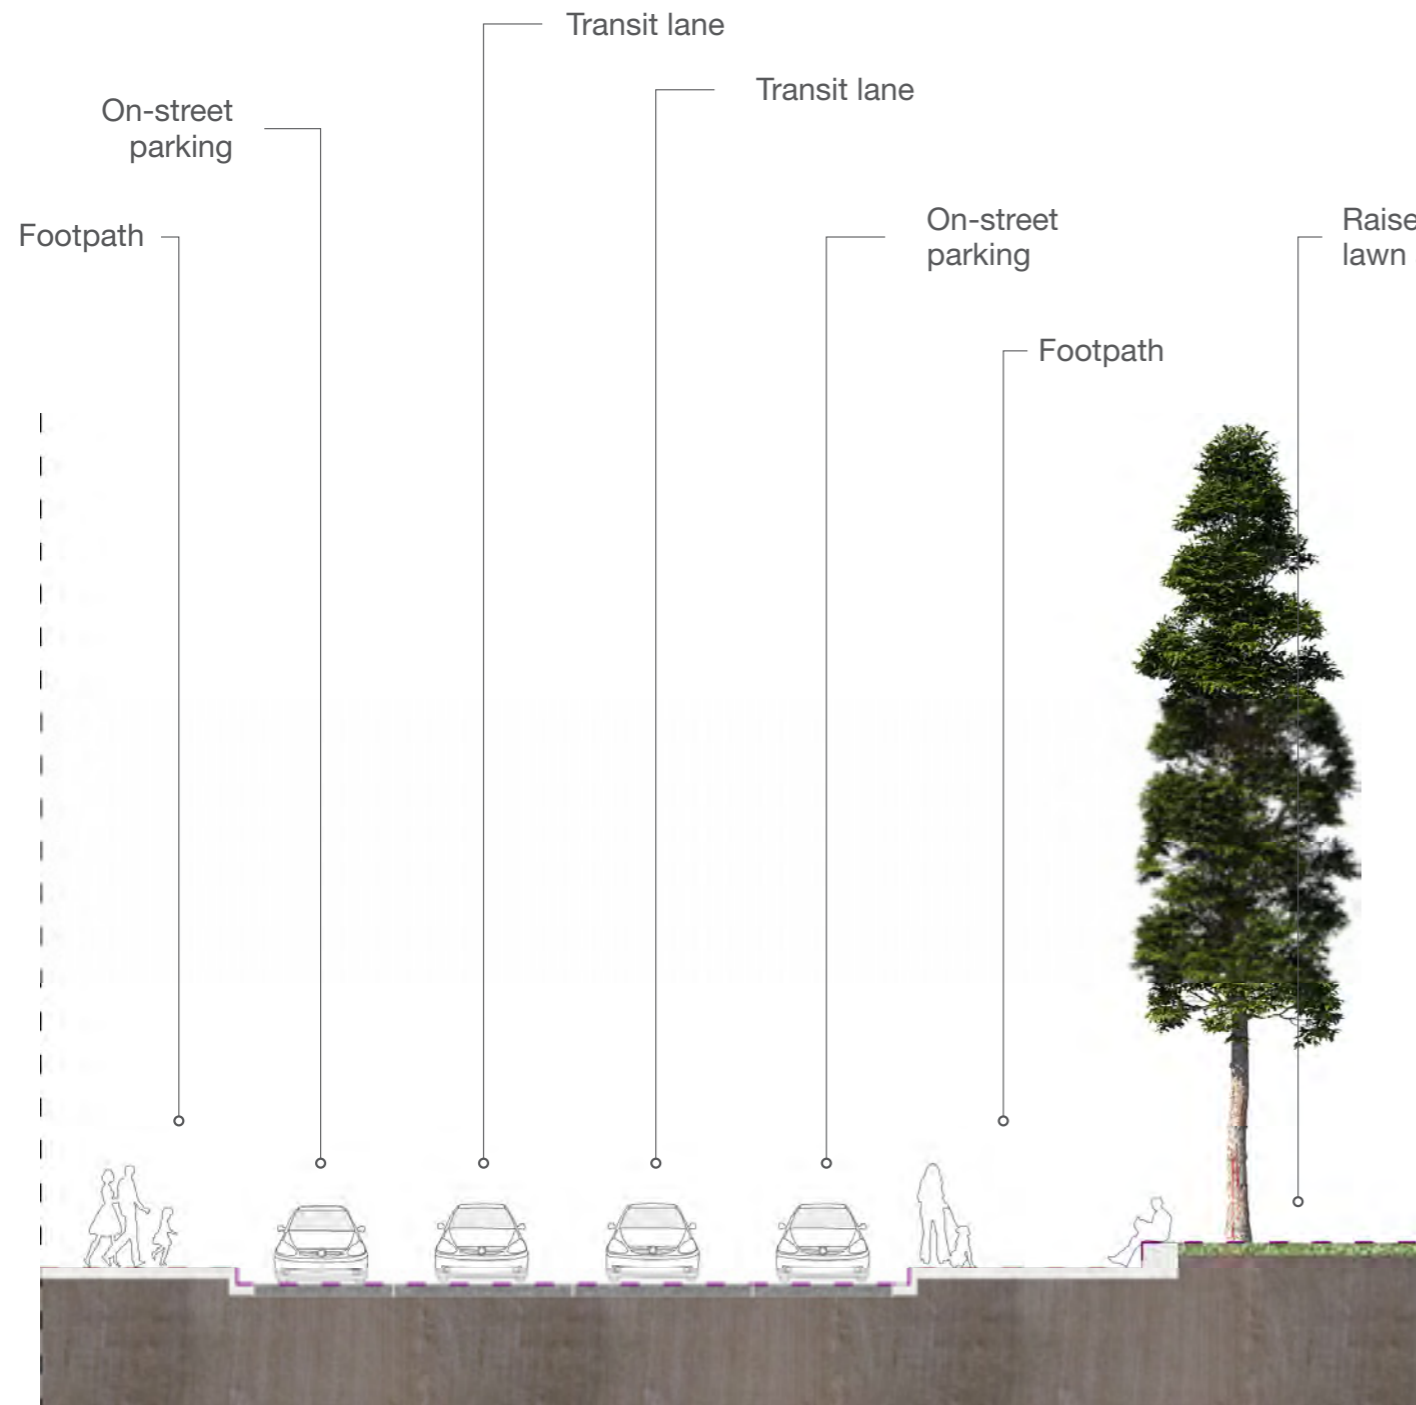 Transit lane
Transit lane
On-street
parking
Footpath
On-street
parking
lawn
Footpath